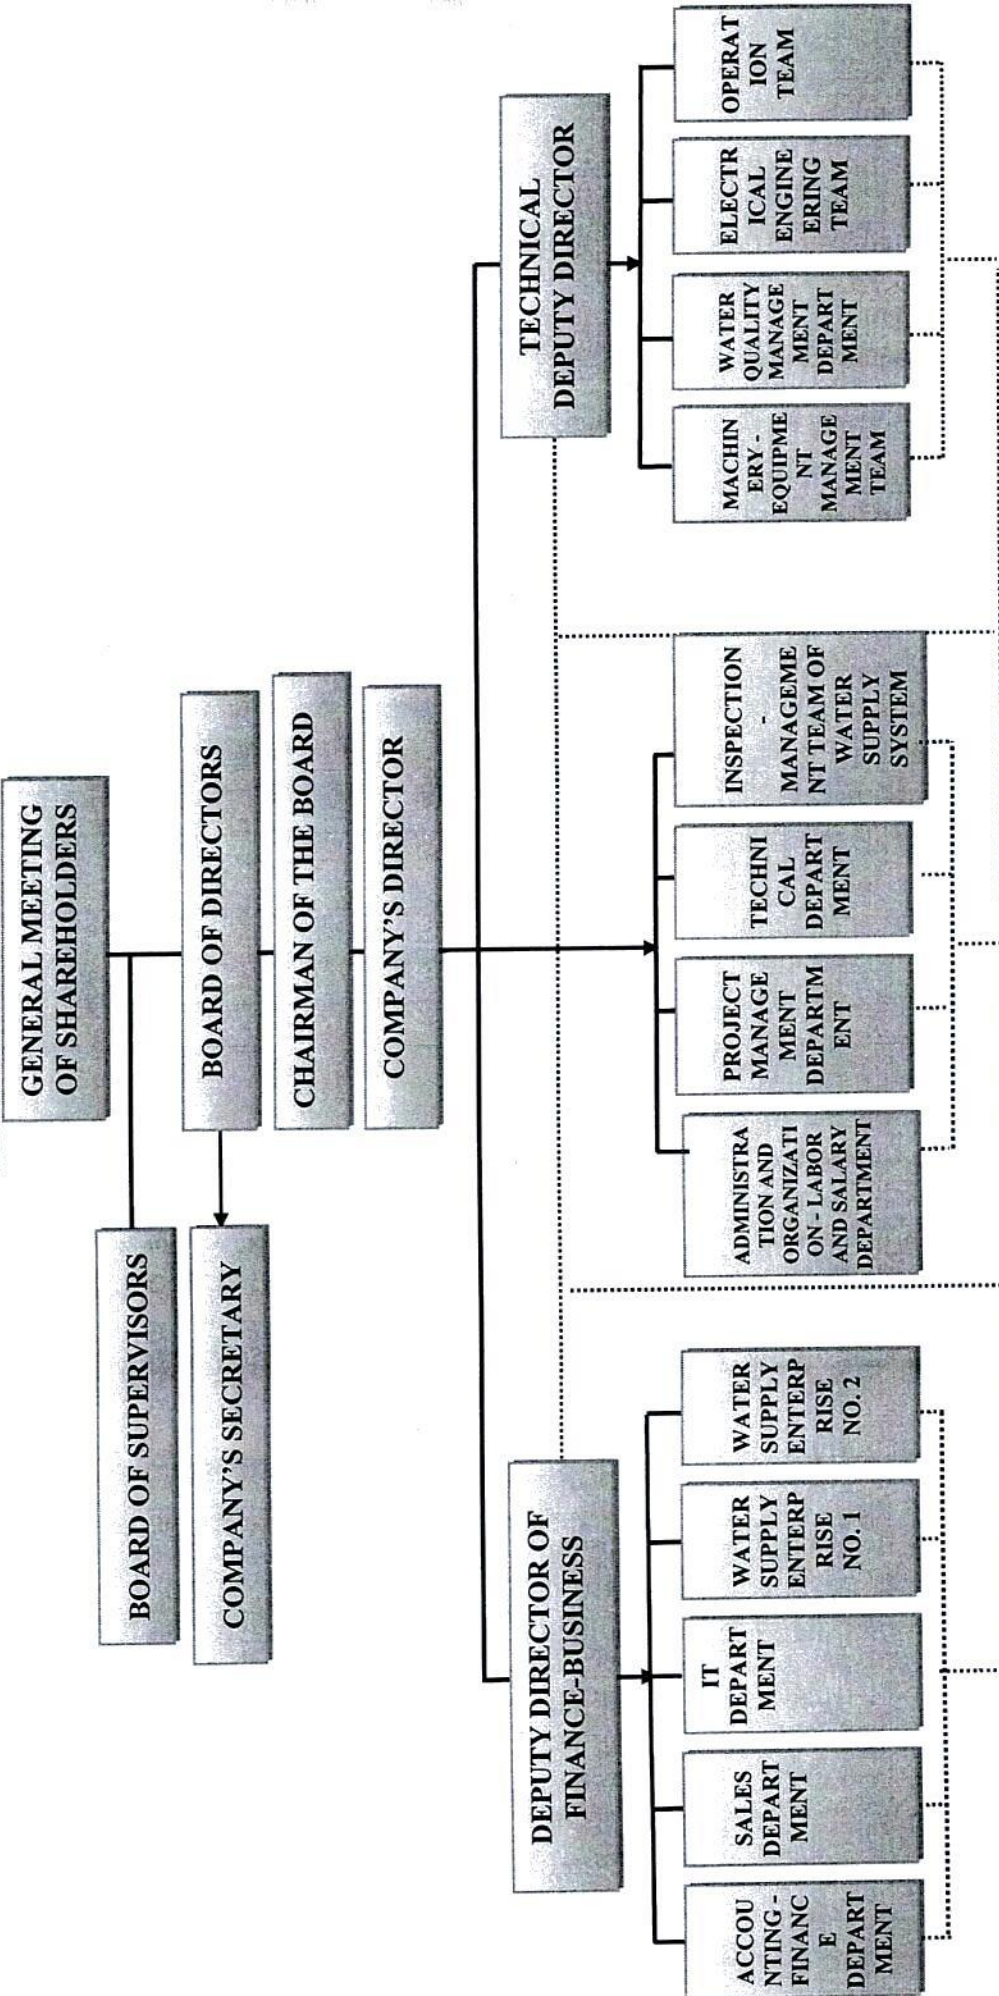 GENERAL MEETING
OF SHAREHOLDERS
BOARD OF SUPERVISORS
BOARD OF DIRECTORS
COMPANY'S SECRETARY
CHAIRMAN OF THE BOARD
COMPANY'S DIRECTOR
DEPUTY DIRECTOR OF
FINANCE-BUSINESS
TECHNICAL
DEPUTY DIRECTOR
ACCOU
NTING -
FINANC
E
DEPART
MENT
SALES
DEPART
MENT
IT
DEPART
MENT
WATER
SUPPLY
ENTERP
RISE
NO. 1
WATER
SUPPLY
ENTERP
RISE
NO. 2
ADMINISTRA
TION AND
ORGANIZATI
ON - LABOR
AND SALARY
DEPARTMENT
PROJECT
MANAGE
MENT
DEPARTM
ENT
TECHNI
CAL
DEPART
MENT
INSPECTION
-
MANAGEME
NT TEAM OF
WATER
SUPPLY
SYSTEM
MACHIN
ERY -
EQUIPME
NT
MANAGE
MENT
TEAM
WATER
QUALITY
MANAGE
MENT
DEPART
MENT
ELECTR
ICAL
ENGINE
ERING
TEAM
OPERAT
ION
TEAM